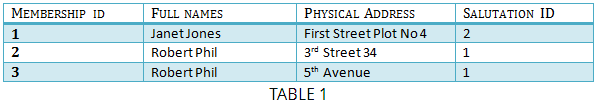 MEMBERSHIP ID FULL NAMES PHYSICAL ADDRESS SALUTATION ID
1 Janet Jones First Street Plot No 4 2
2 Robert Phil 3rd Street 34 1
3 Robert Phil 5th Avenue 1
TABLE 1